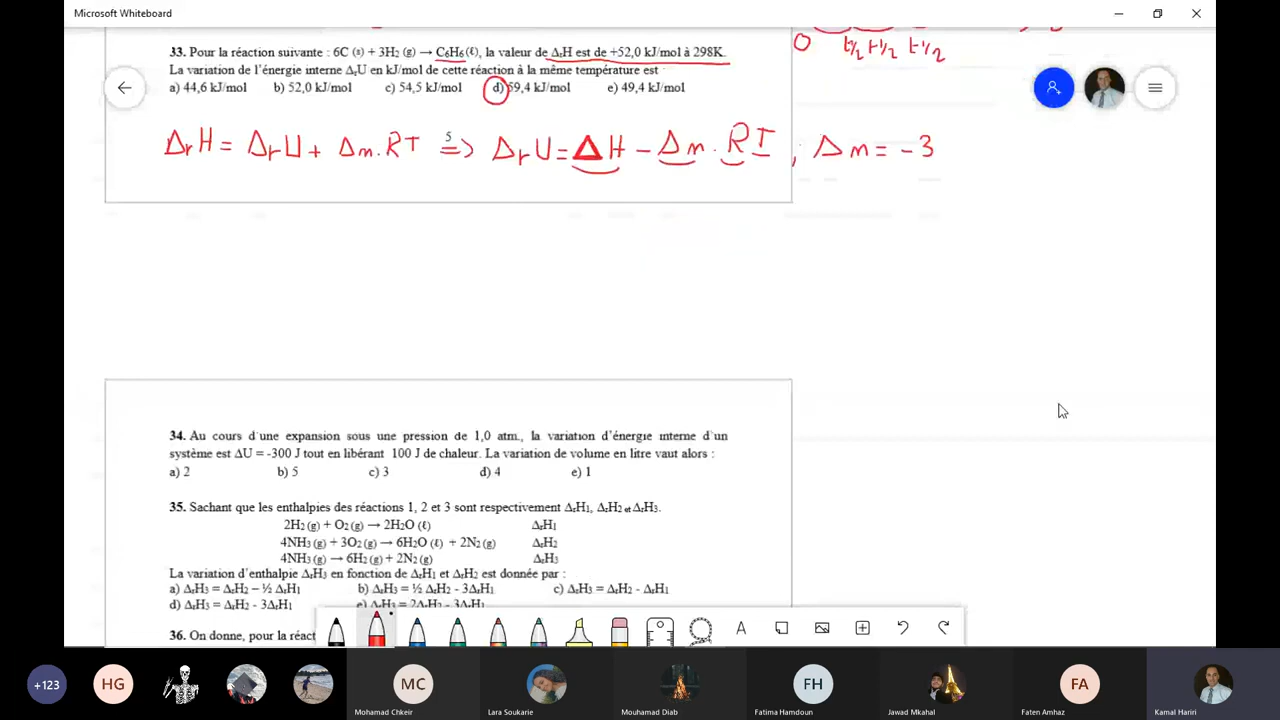 Microsoft Whiteboard
33. Pour la réaction suivante : 6C (s) + 3H₂ (g) → C₆H₆ (ℓ), la valeur de ΔᵣH est de +52,0 kJ/mol à 298K.
La variation de l'énergie interne ΔᵣU en kJ/mol de cette réaction à la même température est
a) 44,6 kJ/mol b) 52,0 kJ/mol c) 54,5 kJ/mol d) 59,4 kJ/mol e) 49,4 kJ/mol
0 t½ t½ t½
ΔrH = ΔrU + Δn.RT ⇒ ΔrU = ΔH − Δn . RT , Δn = −3
34. Au cours d'une expansion sous une pression de 1,0 atm., la variation d'énergie interne d'un
système est ΔU = -300 J tout en libérant 100 J de chaleur. La variation de volume en litre vaut alors :
a) 2 b) 5 c) 3 d) 4 e) 1
35. Sachant que les enthalpies des réactions 1, 2 et 3 sont respectivement ΔᵣH₁, ΔᵣH₂ et ΔᵣH₃.
2H₂ (g) + O₂ (g) → 2H₂O (ℓ) ΔᵣH₁
4NH₃ (g) + 3O₂ (g) → 6H₂O (ℓ) + 2N₂ (g) ΔᵣH₂
4NH₃ (g) → 6H₂ (g) + 2N₂ (g) ΔᵣH₃
La variation d'enthalpie ΔᵣH₃ en fonction de ΔᵣH₁ et ΔᵣH₂ est donnée par :
a) ΔᵣH₃ = ΔᵣH₂ – ½ ΔᵣH₁ b) ΔᵣH₃ = ½ ΔᵣH₂ - 3ΔᵣH₁ c) ΔᵣH₃ = ΔᵣH₂ - ΔᵣH₁
d) ΔᵣH₃ = ΔᵣH₂ - 3ΔᵣH₁ e) ΔᵣH₃ = 2ΔᵣH₂ - 3ΔᵣH₁
36. On donne, pour la réact
A
+123 HG MC FH FA
Mohamad Chkeir Lara Soukarie Mouhamad Diab Fatima Hamdoun Jawad Mkahal Faten Amhaz Kamal Hariri